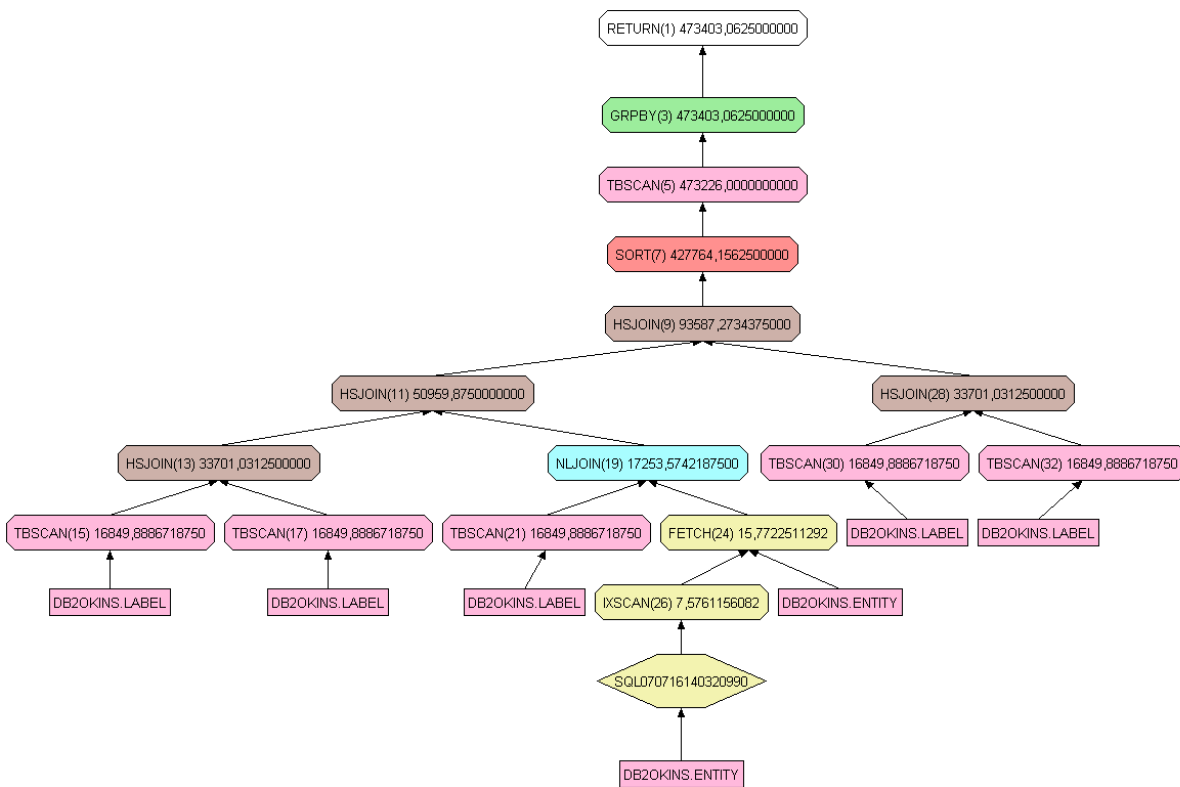 RETURN(1) 473403,0625000000
GRPBY(3) 473403,0625000000
TBSCAN(5) 473226,0000000000
SORT(7) 427764,1562500000
HSJOIN(9) 93587,2734375000
HSJOIN(11) 50959,8750000000
HSJOIN(28) 33701,0312500000
HSJOIN(13) 33701,0312500000
NLJOIN(19) 17253,5742187500
TBSCAN(30) 16849,8886718750
TBSCAN(32) 16849,8886718750
TBSCAN(15) 16849,8886718750
TBSCAN(17) 16849,8886718750
TBSCAN(21) 16849,8886718750
FETCH(24) 15,7722511292
DB2OKINS.LABEL
DB2OKINS.LABEL
DB2OKINS.LABEL
DB2OKINS.LABEL
DB2OKINS.LABEL
IXSCAN(26) 7,5761156082
DB2OKINS.ENTITY
SQL070716140320990
DB2OKINS.ENTITY